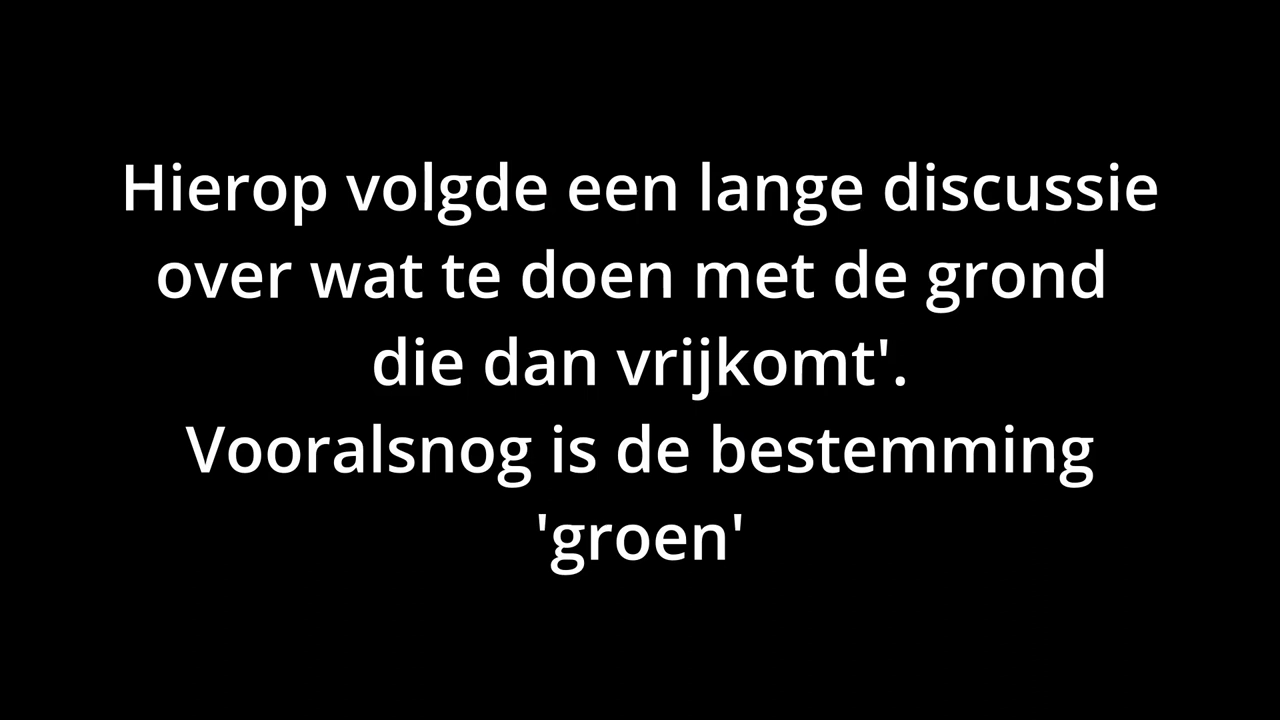 Hierop volgde een lange discussie
over wat te doen met de grond
die dan vrijkomt'.
Vooralsnog is de bestemming
'groen'